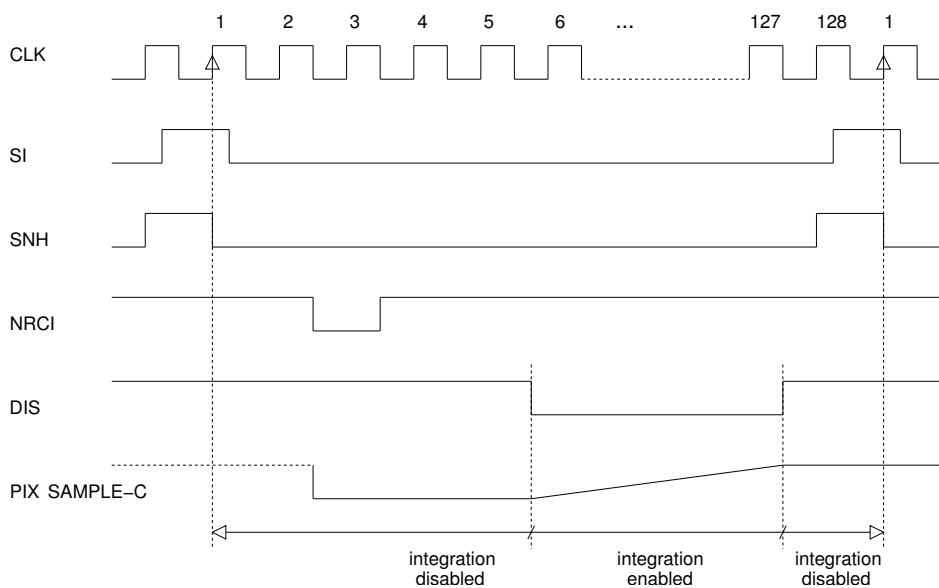 1 2 3 4 5 6 ... 127 128 1
CLK
SI
SNH
NRCI
DIS
PIX SAMPLE–C
integration disabled
integration enabled
integration disabled